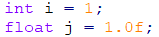 int i = 1;
float j = 1.0f;